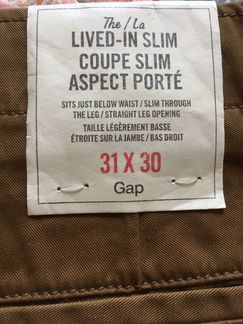 The / La
LIVED-IN SLIM
COUPE SLIM
ASPECT PORTÉ
SITS JUST BELOW WAIST / SLIM THROUGH
THE LEG / STRAIGHT LEG OPENING
TAILLE LÉGÈREMENT BASSE
ÉTROITE SUR LA JAMBE / BAS DROIT
31 X 30
Gap